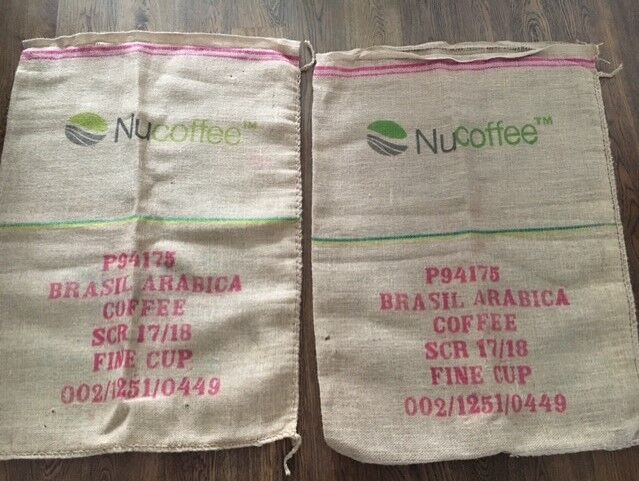 Nucoffee™
P94175
BRASIL ARABICA
COFFEE
SCR 17/18
FINE CUP
002/1251/0449
Nucoffee™
P94175
BRASIL ARABICA
COFFEE
SCR 17/18
FINE CUP
002/1251/0449